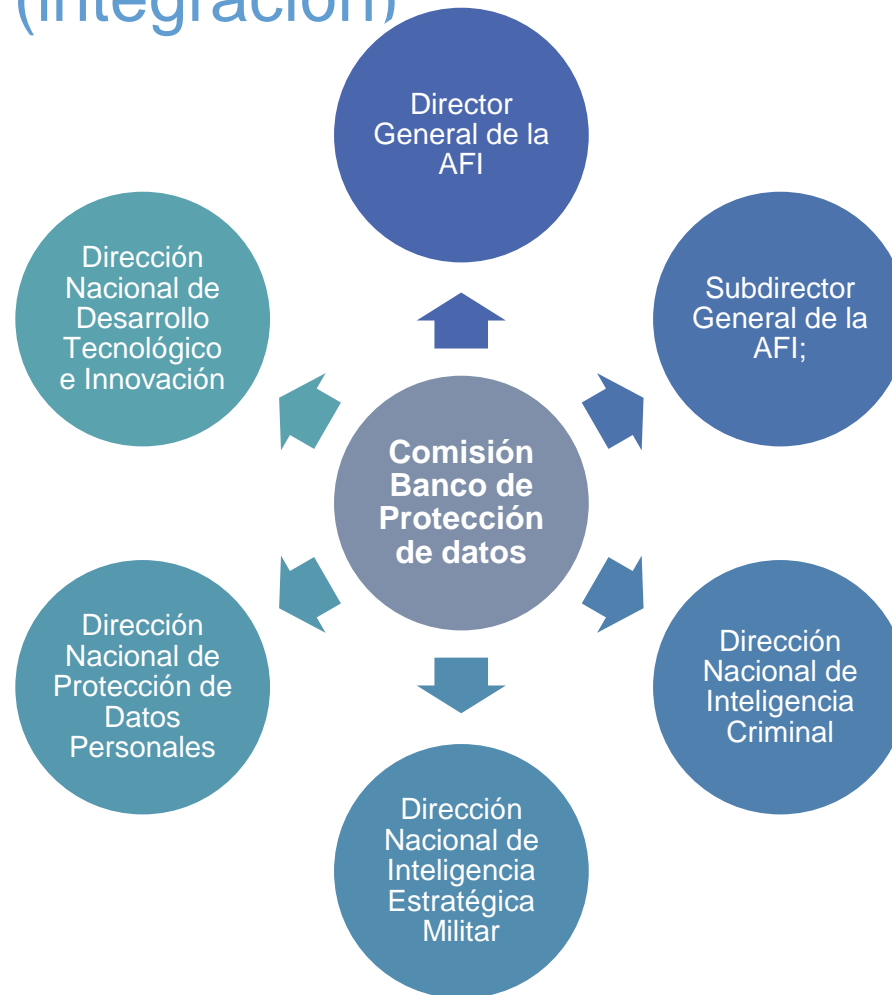 (integración)
Director
General de la
AFI
Subdirector
General de la
AFI;
Dirección
Nacional de
Inteligencia
Criminal
Dirección
Nacional de
Inteligencia
Estratégica
Militar
Dirección
Nacional de
Protección de
Datos
Personales
Dirección
Nacional de
Desarrollo
Tecnológico
e Innovación
Comisión
Banco de
Protección
de datos